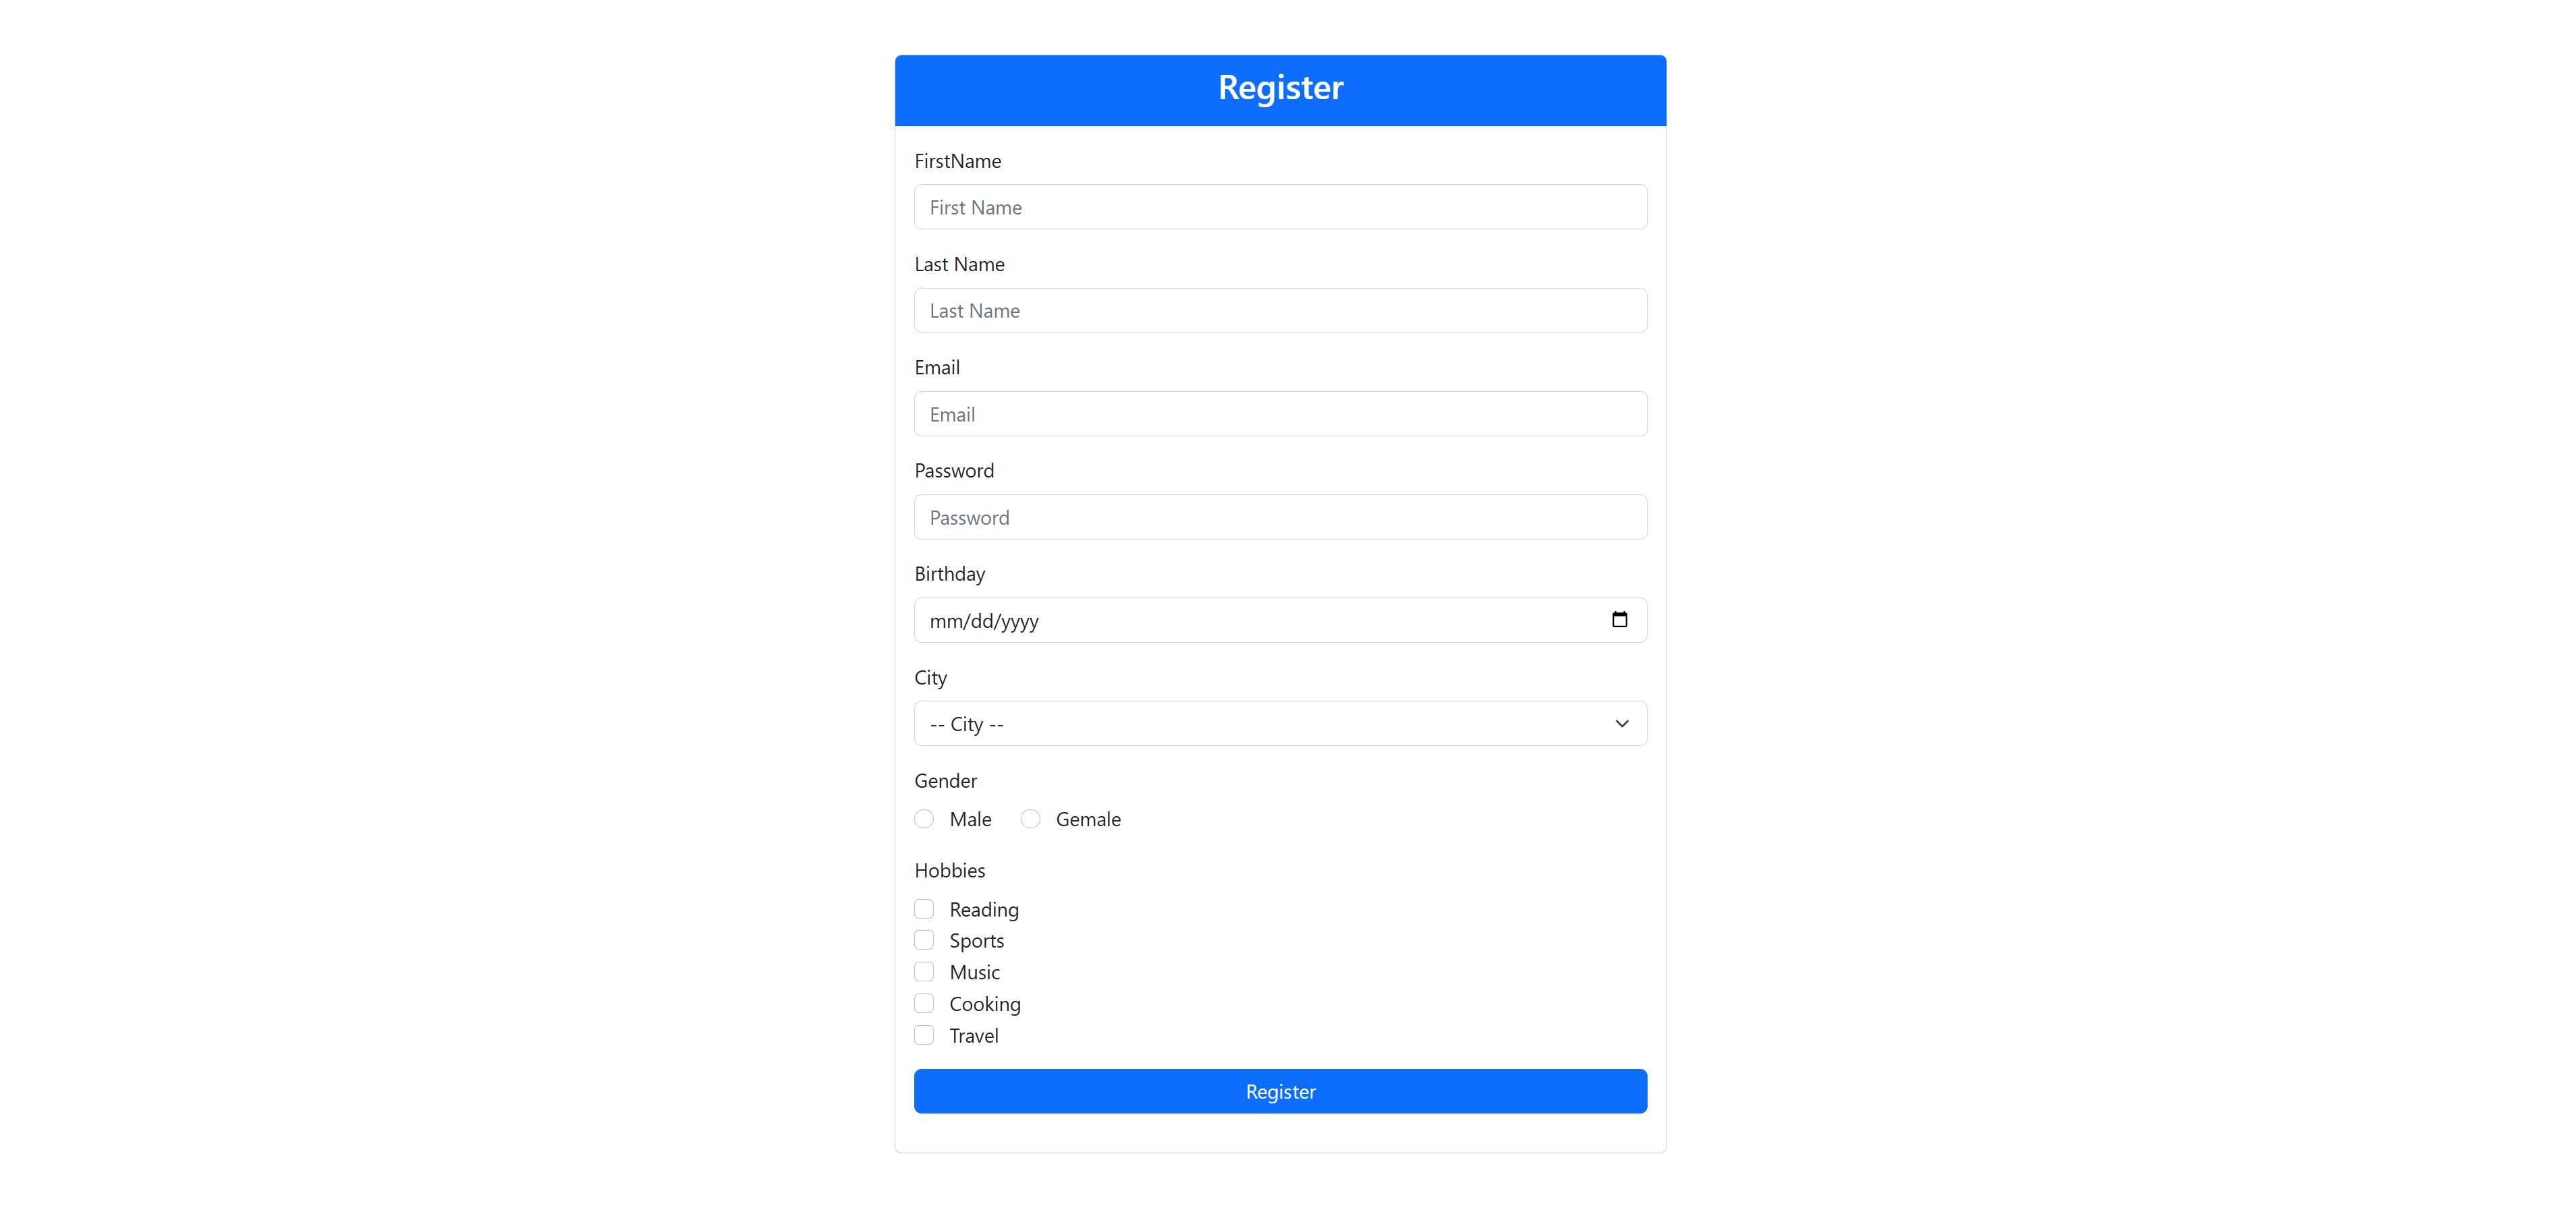 Register
FirstName
First Name
Last Name
Last Name
Email
Email
Password
Password
Birthday
mm/dd/yyyy
City
-- City --
Gender
Male Gemale
Hobbies
Reading
Sports
Music
Cooking
Travel
Register